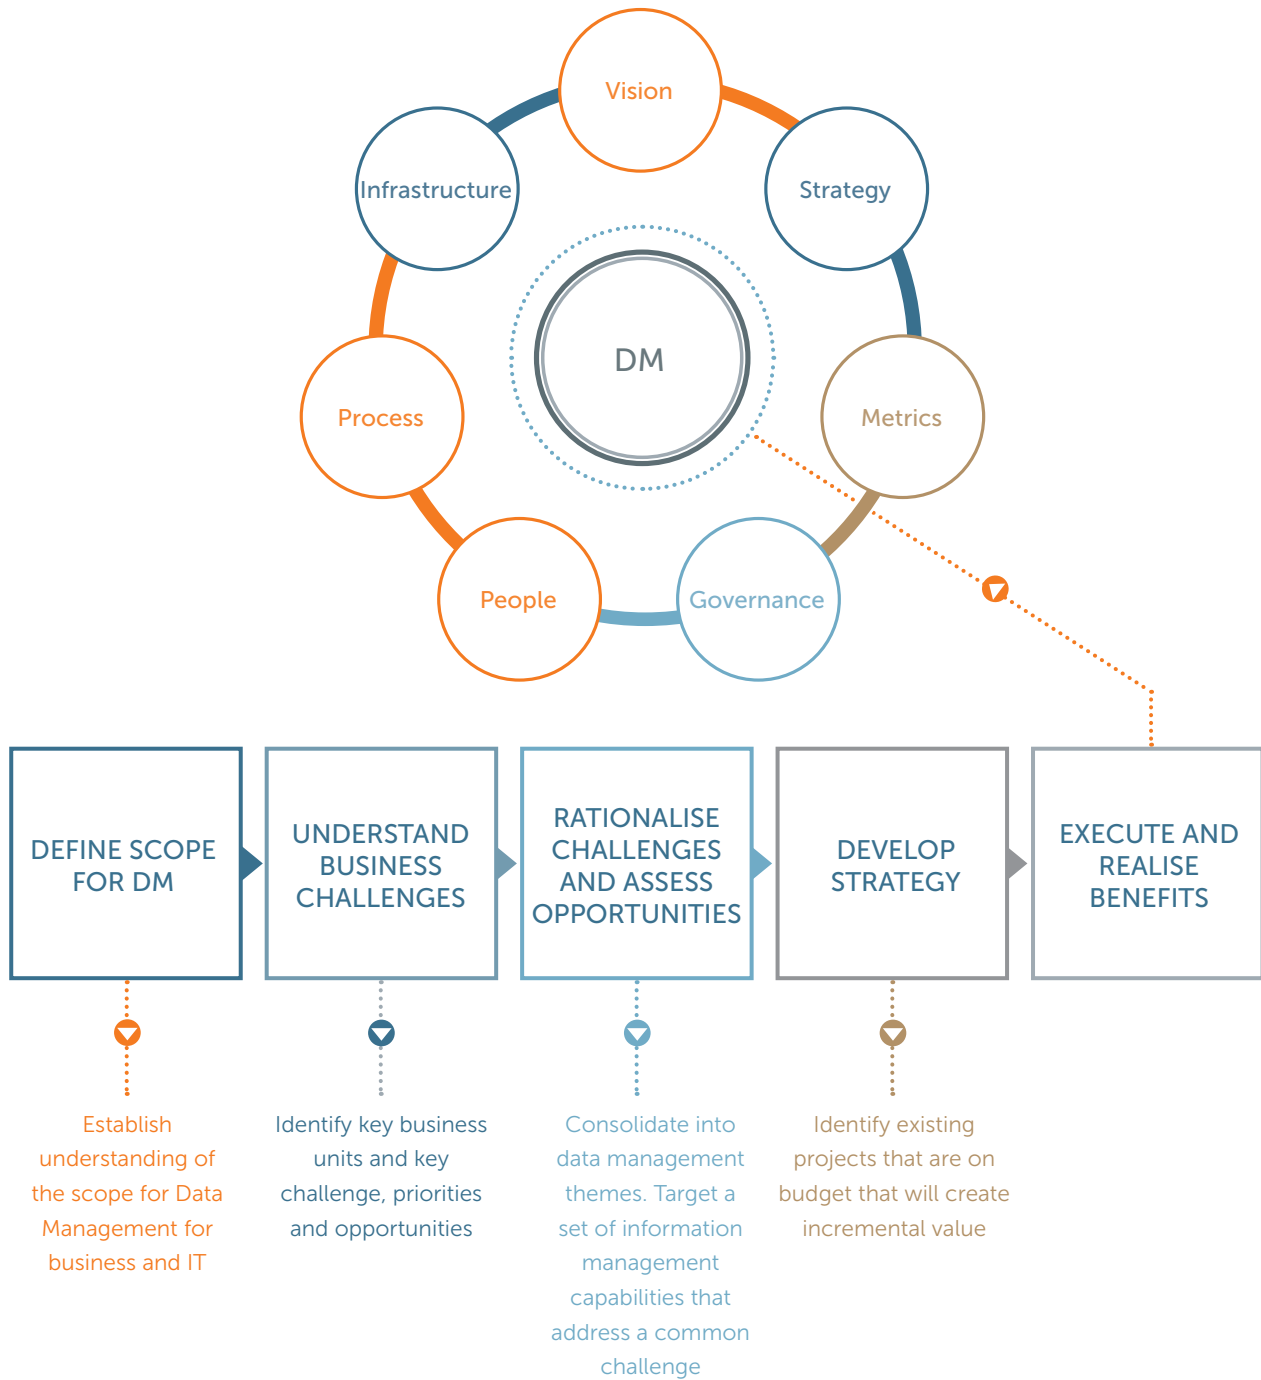 Vision
Infrastructure
Strategy
DM
Process
Metrics
People
Governance
DEFINE SCOPE
FOR DM
UNDERSTAND
BUSINESS
CHALLENGES
RATIONALISE
CHALLENGES
AND ASSESS
OPPORTUNITIES
DEVELOP
STRATEGY
EXECUTE AND
REALISE
BENEFITS
Establish
understanding of
the scope for Data
Management for
business and IT
Identify key business
units and key
challenge, priorities
and opportunities
Consolidate into
data management
themes. Target a
set of information
management
capabilities that
address a common
challenge
Identify existing
projects that are on
budget that will create
incremental value